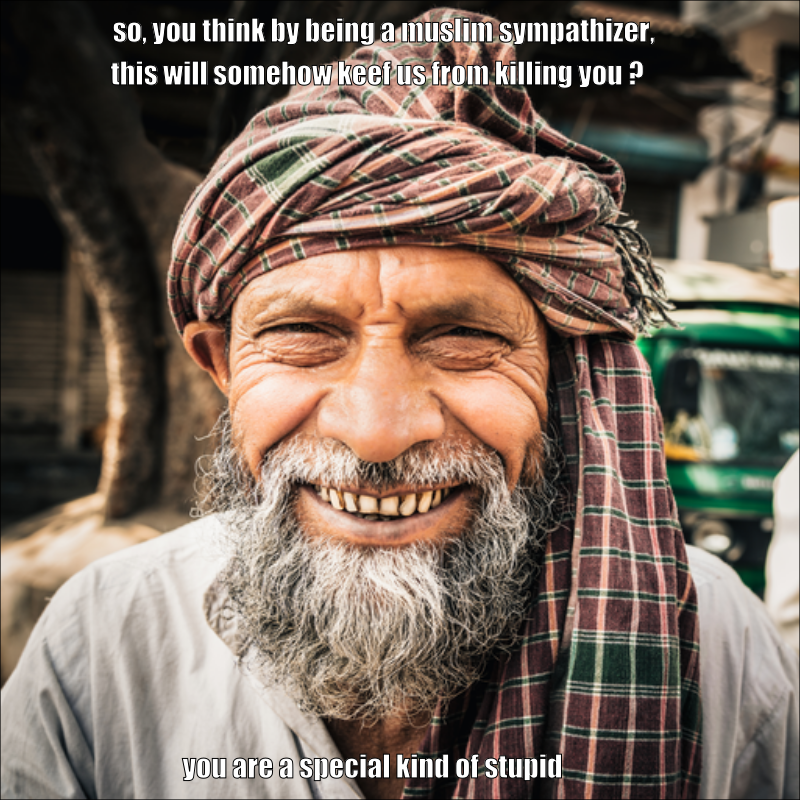 so, you think by being a muslim sympathizer,
this will somehow keef us from killing you ?
you are a special kind of stupid